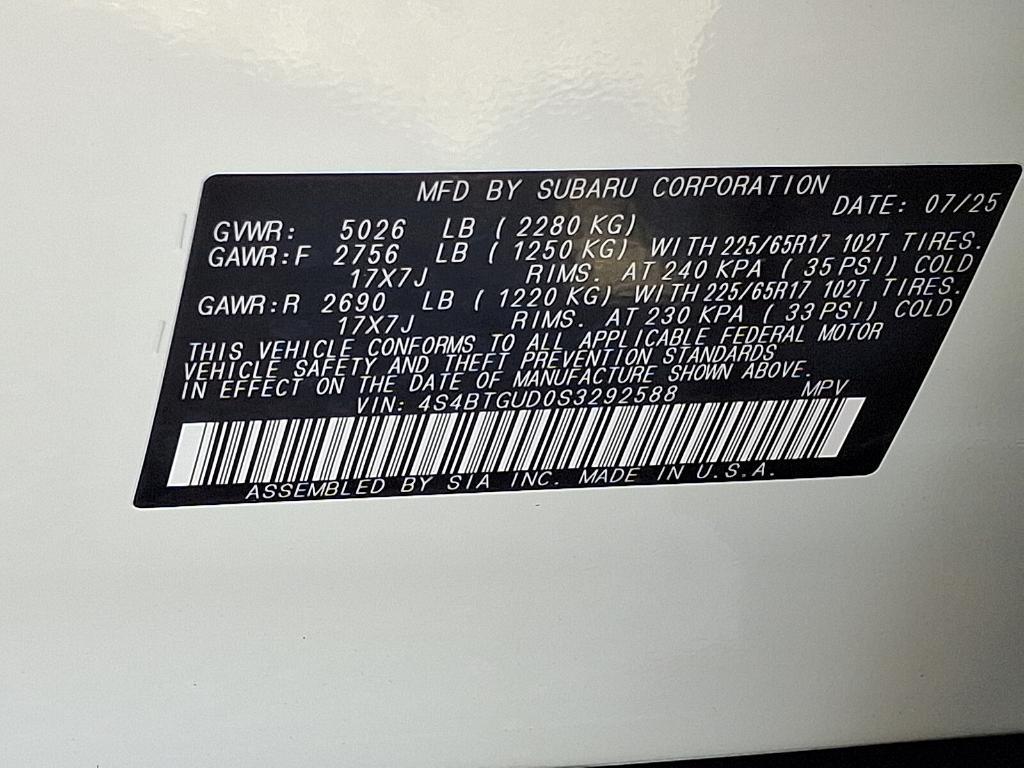 MFD BY SUBARU CORPORATION
DATE: 07/25
GVWR: 5026 LB ( 2280 KG)
GAWR:F 2756 LB ( 1250 KG) WITH 225/65R17 102T TIRES.
17X7J RIMS. AT 240 KPA ( 35 PSI) COLD
GAWR:R 2690 LB ( 1220 KG) WITH 225/65R17 102T TIRES.
17X7J RIMS. AT 230 KPA ( 33 PSI) COLD
THIS VEHICLE CONFORMS TO ALL APPLICABLE FEDERAL MOTOR
VEHICLE SAFETY AND THEFT PREVENTION STANDARDS
IN EFFECT ON THE DATE OF MANUFACTURE SHOWN ABOVE.
VIN: 4S4BTGUD0S3292588 MPV
ASSEMBLED BY SIA INC. MADE IN U.S.A.